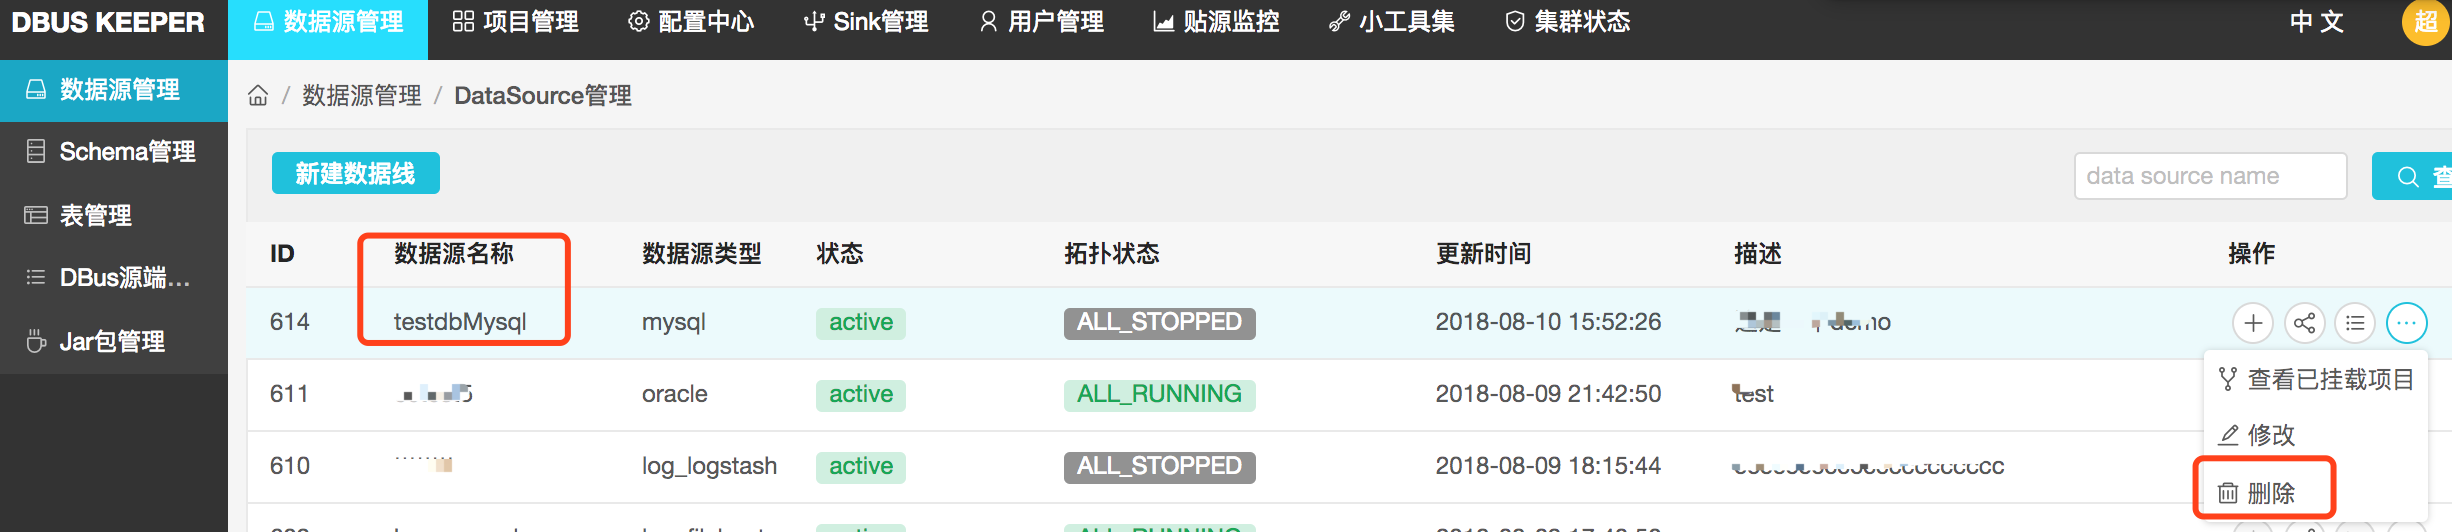 DBUS KEEPER 数据源管理 项目管理 配置中心 Sink管理 用户管理 贴源监控 小工具集 集群状态 中文 超
数据源管理
Schema管理
表管理
DBus源端...
Jar包管理
/ 数据源管理 / DataSource管理
新建数据线 data source name
ID 数据源名称 数据源类型 状态 拓扑状态 更新时间 描述 操作
614 testdbMysql mysql active ALL_STOPPED 2018-08-10 15:52:26 demo
611 oracle active ALL_RUNNING 2018-08-09 21:42:50 test
610 log_logstash active ALL_STOPPED 2018-08-09 18:15:44
查看已挂载项目
修改
删除